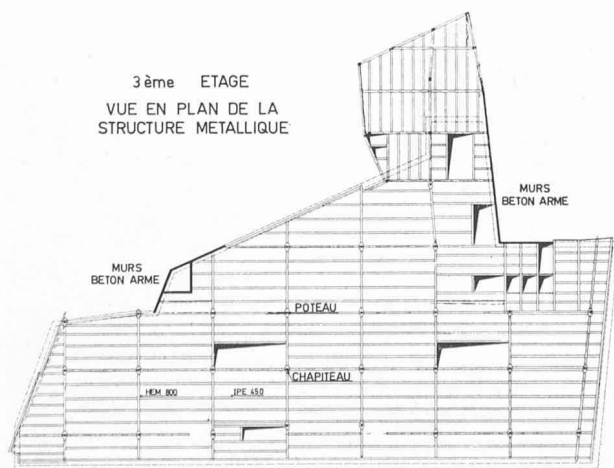 3ème ETAGE
VUE EN PLAN DE LA
STRUCTURE METALLIQUE
MURS
BETON ARME
MURS
BETON ARME
POTEAU
CHAPITEAU
HEM 800
IPE 450